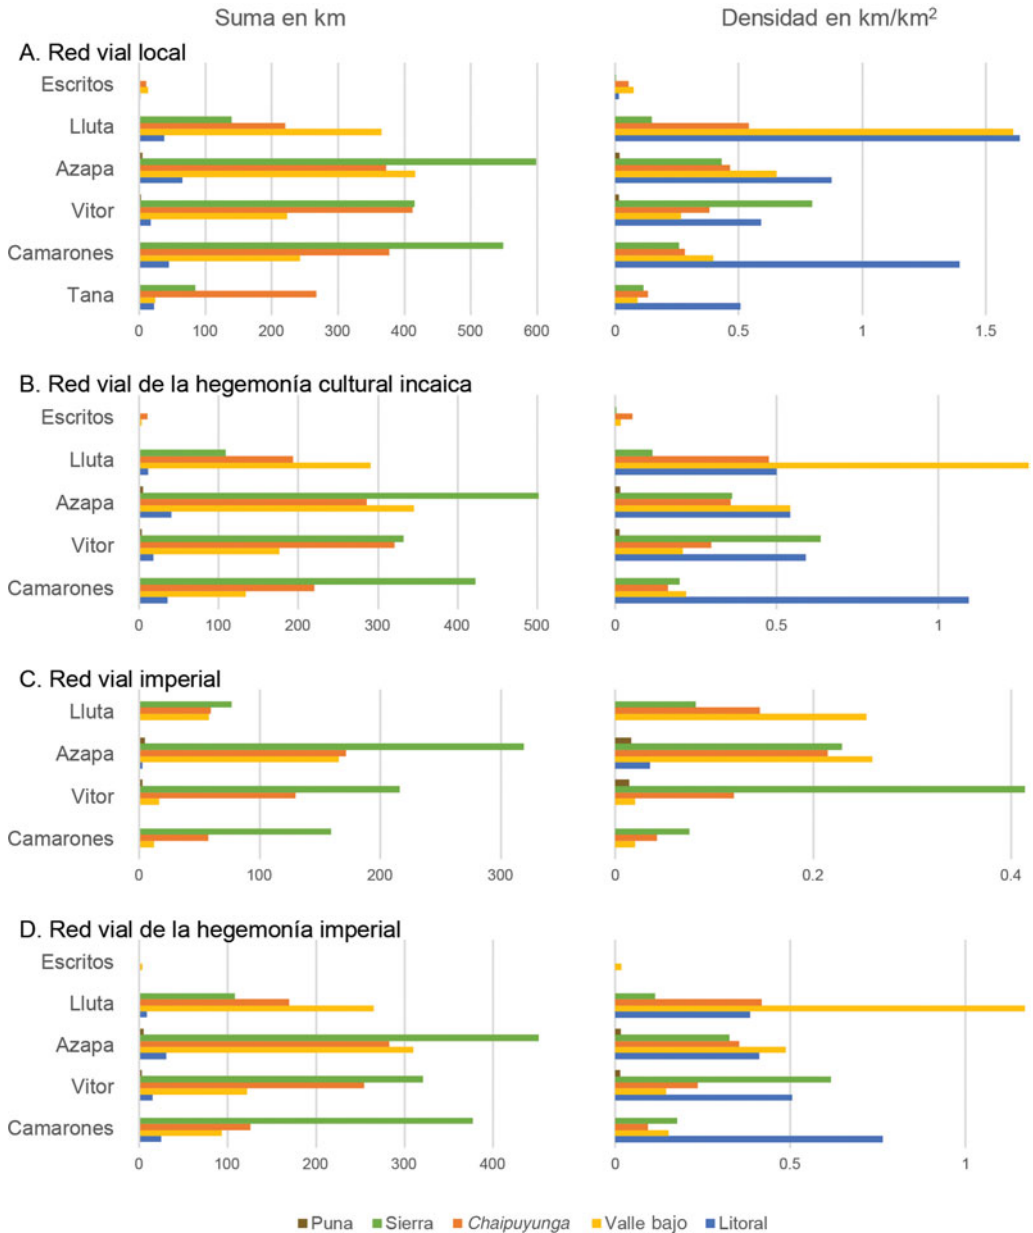 Suma en km
Densidad en km/km²
A. Red vial local
Escritos
Lluta
Azapa
Vitor
Camarones
Tana
0 100 200 300 400 500 600
0 0.5 1 1.5
B. Red vial de la hegemonía cultural incaica
Escritos
Lluta
Azapa
Vitor
Camarones
0 100 200 300 400 500
0 0.5 1
C. Red vial imperial
Lluta
Azapa
Vitor
Camarones
0 100 200 300
0 0.2 0.4
D. Red vial de la hegemonía imperial
Escritos
Lluta
Azapa
Vitor
Camarones
0 100 200 300 400
0 0.5 1
Puna Sierra Chaipuyunga Valle bajo Litoral